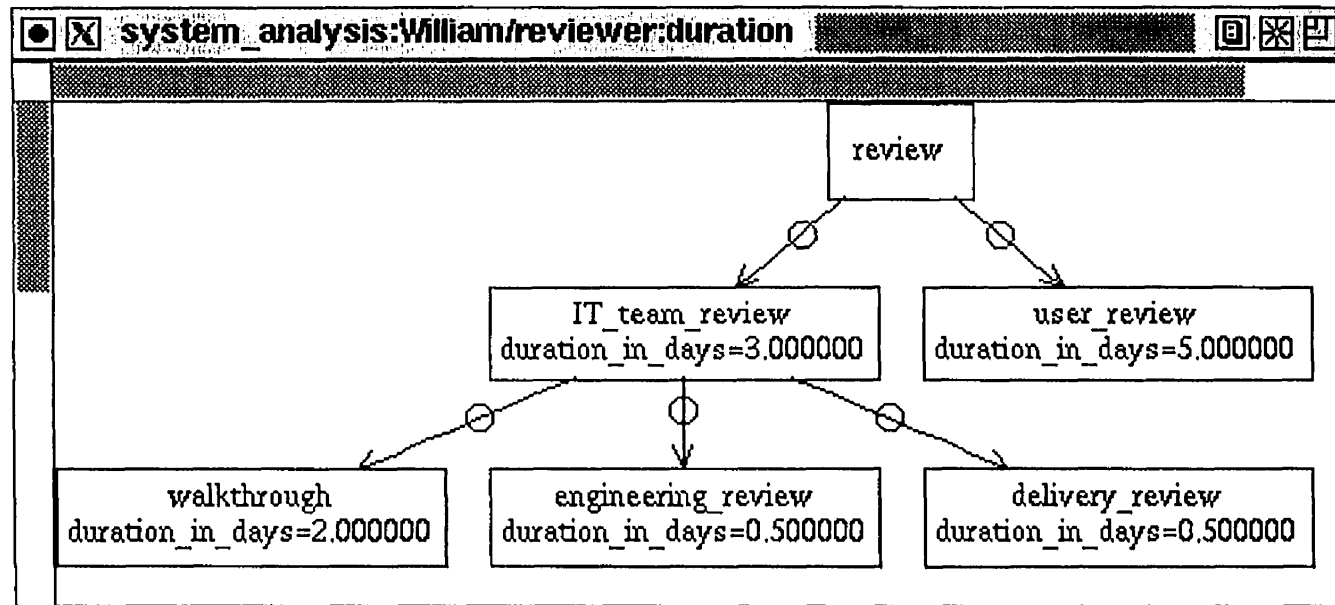 system_analysis:William/reviewer:duration
review
IT_team_review
duration_in_days=3.000000
user_review
duration_in_days=5.000000
walkthrough
duration_in_days=2.000000
engineering_review
duration_in_days=0.500000
delivery_review
duration_in_days=0.500000